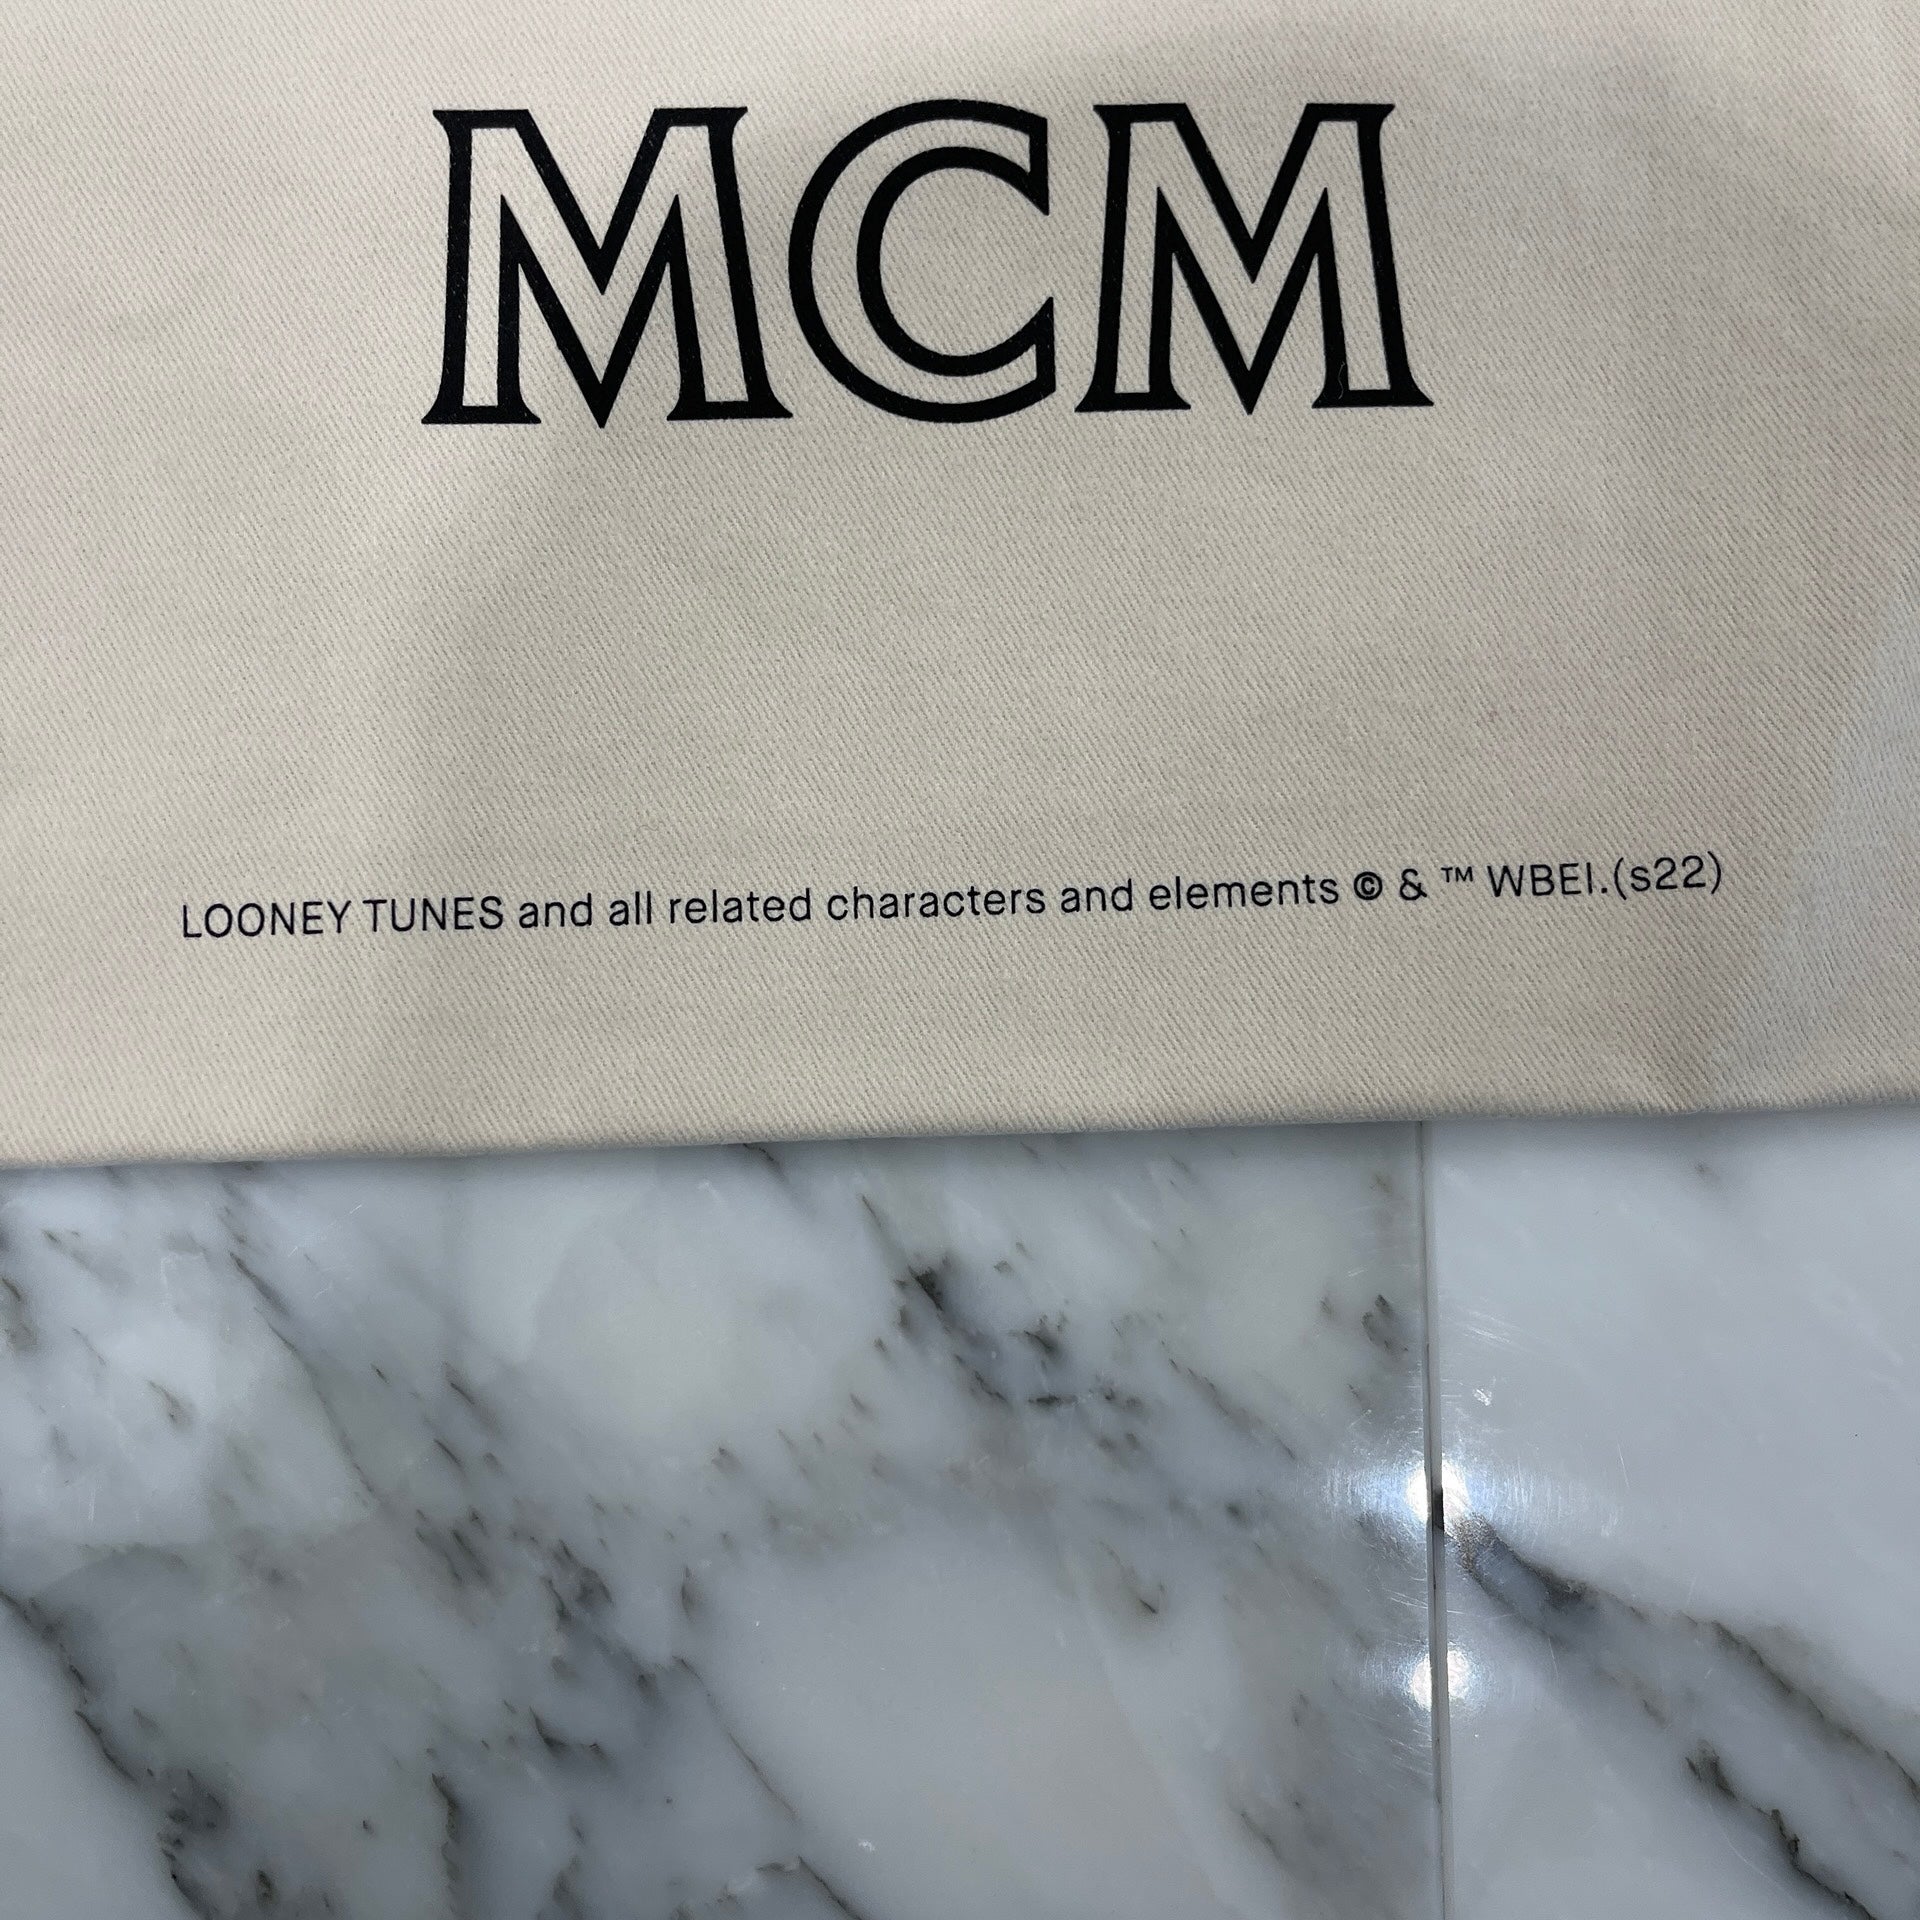 MCM
LOONEY TUNES and all related characters and elements © & ™ WBEI.(s22)